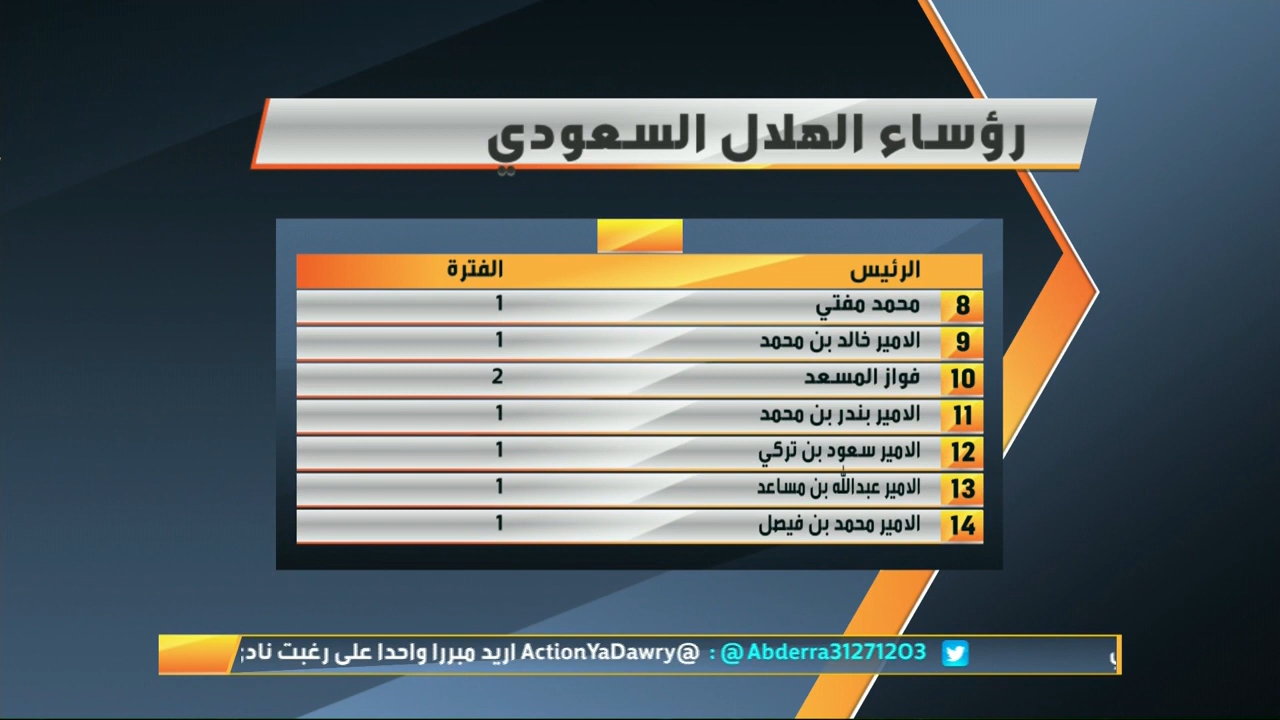 رؤساء الهلال السعودي
الرئيس الفترة
8 محمد مفتي 1
9 الامير خالد بن محمد 1
10 فواز المسعد 2
11 الامير بندر بن محمد 1
12 الامير سعود بن تركي 1
13 الامير عبدالله بن مساعد 1
14 الامير محمد بن فيصل 1
@Abderra31271203 : @ActionYaDawry اريد مبررا واحدا على رغبت